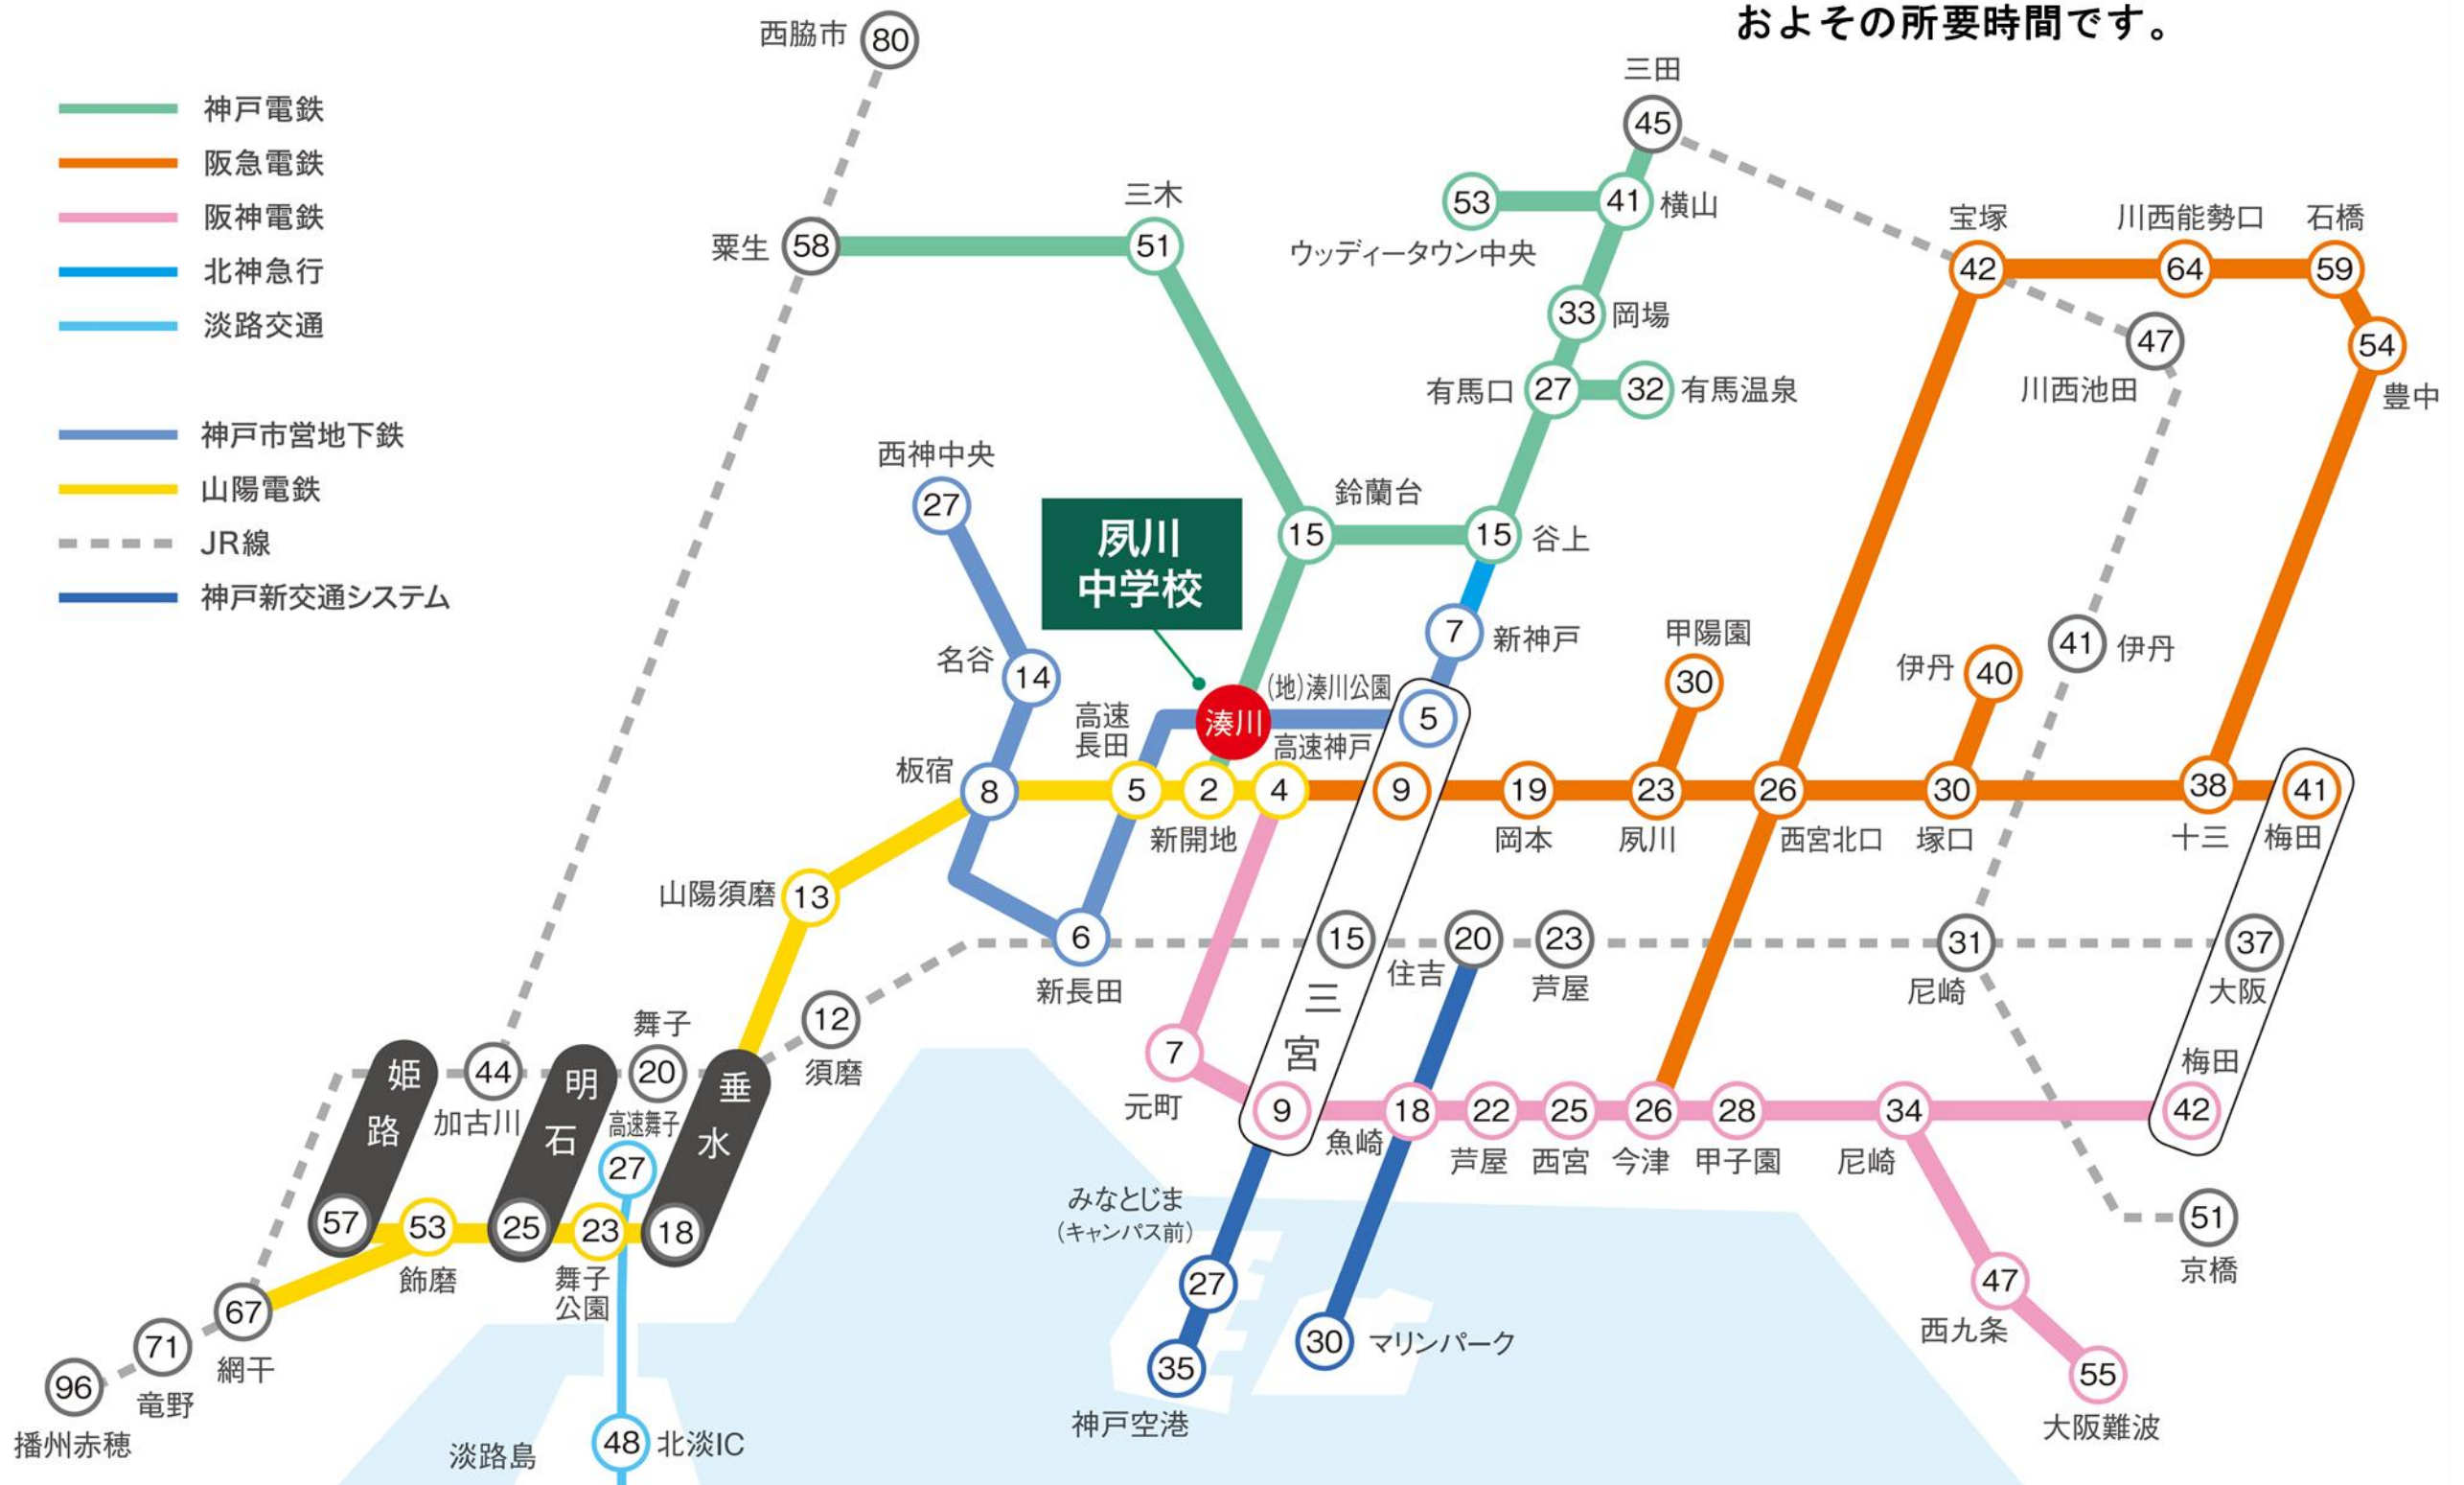 およその所要時間です。
神戸電鉄
阪急電鉄
阪神電鉄
北神急行
淡路交通
神戸市営地下鉄
山陽電鉄
JR線
神戸新交通システム
西脇市
80
粟生
58
三木
51
三田
45
53
ウッディータウン中央
41
横山
33
岡場
有馬口
27
32
有馬温泉
宝塚
42
川西能勢口
64
石橋
59
54
豊中
47
川西池田
西神中央
27
夙川
中学校
鈴蘭台
15
15
谷上
7
新神戸
甲陽園
30
伊丹
40
41
伊丹
名谷
14
高速
長田
湊川
(地)湊川公園
5
高速神戸
板宿
8
5
2
4
9
19
23
26
30
38
41
新開地
岡本
夙川
西宮北口
塚口
十三
梅田
山陽須磨
13
6
新長田
15
20
住吉
23
芦屋
31
尼崎
37
大阪
三
宮
12
須磨
姫
路
57
44
加古川
明
石
25
舞子
20
高速舞子
27
垂
水
18
53
飾磨
23
舞子
公園
67
網干
71
竜野
96
播州赤穂
淡路島
48
北淡IC
7
元町
9
18
魚崎
22
芦屋
25
西宮
26
今津
28
甲子園
34
尼崎
梅田
42
みなとじま
(キャンパス前)
27
35
神戸空港
30
マリンパーク
51
京橋
47
西九条
55
大阪難波